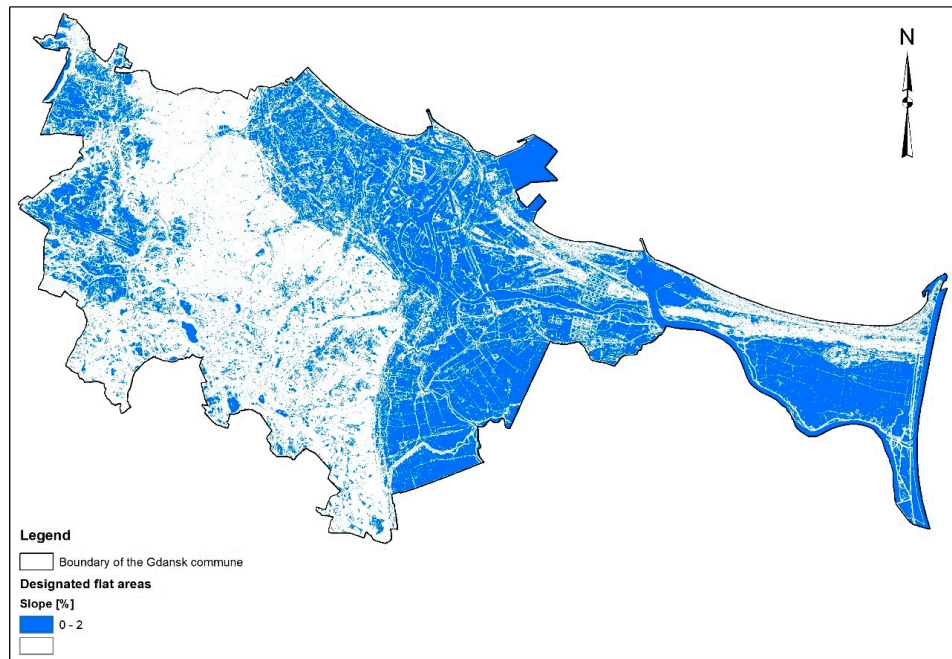 N
Legend
Boundary of the Gdansk commune
Designated flat areas
Slope [%]
0 - 2